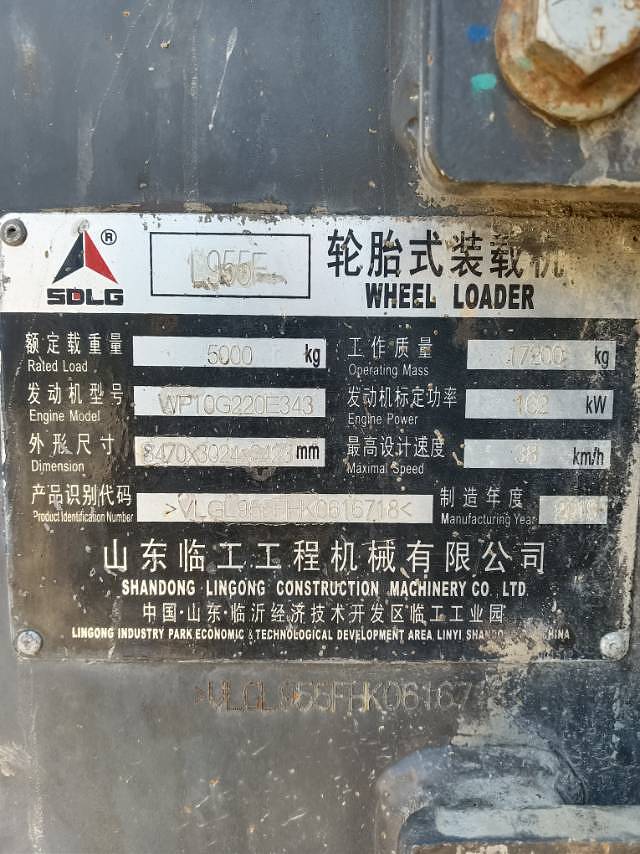 ® L955F 轮胎式装载机
SDLG WHEEL LOADER
额定载重量 5000 kg 工作质量 kg
Rated Load Operating Mass
发动机型号 WP10G220E343 发动机标定功率 162 kW
Engine Model Engine Power
外形尺寸 mm 最高设计速度 38 km/h
Dimension Maximal Speed
产品识别代码 >VLGL955FHK0616718< 制造年度
Product Identification Number Manufacturing Year
山东临工工程机械有限公司
SHANDONG LINGONG CONSTRUCTION MACHINERY CO. LTD.
中国·山东·临沂经济技术开发区临工工业园
LINGONG INDUSTRY PARK ECONOMIC & TECHNOLOGICAL DEVELOPMENT AREA LINYI
>VLGL955FHK06167